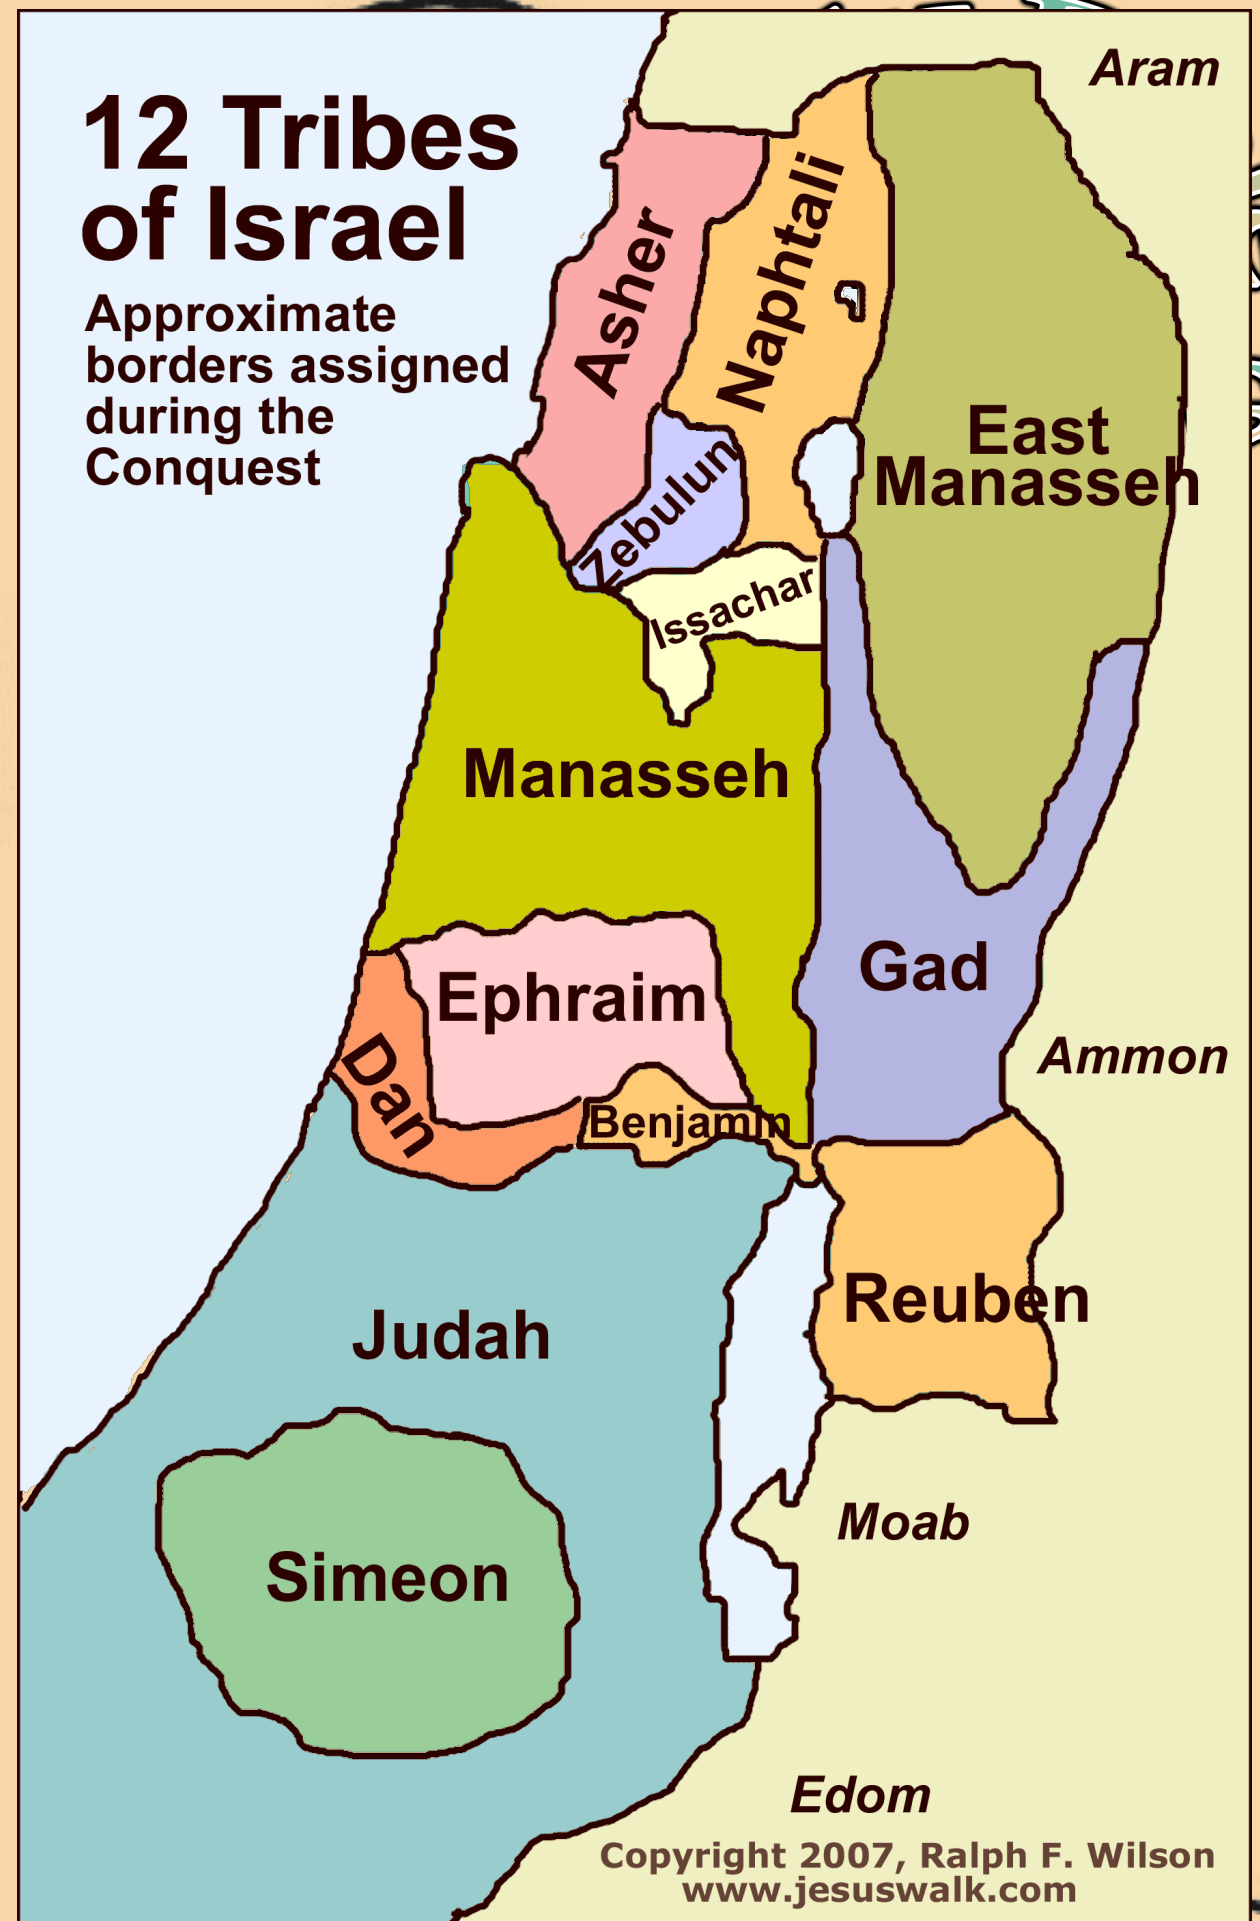 12 Tribes
of Israel
Approximate
borders assigned
during the
Conquest
Aram
Asher
Naphtali
East
Manasseh
Zebulun
Issachar
Manasseh
Gad
Ephraim
Dan
Benjamin
Ammon
Reuben
Judah
Moab
Simeon
Edom
Copyright 2007, Ralph F. Wilson
www.jesuswalk.com